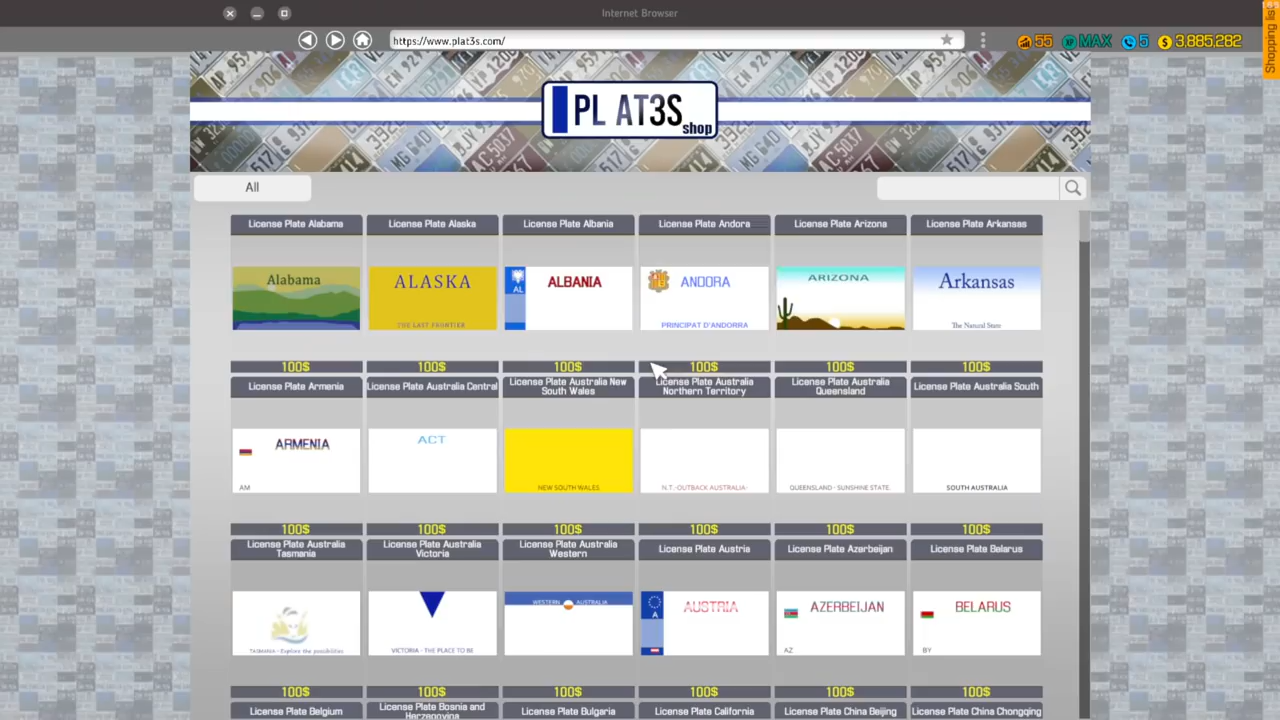 Internet Browser
https://www.plat3s.com/
55
XP MAX
5
$ 3,885,282
Shopping list
PL AT3S
shop
All
License Plate Alabama
License Plate Alaska
License Plate Albania
License Plate Andora
License Plate Arizona
License Plate Arkansas
Alabama
ALASKA
THE LAST FRONTIER
AL
ALBANIA
ANDORA
PRINCIPAT D'ANDORRA
ARIZONA
Arkansas
The Natural State
100$
100$
100$
100$
100$
100$
License Plate Armenia
License Plate Australia Central
License Plate Australia New
South Wales
License Plate Australia
Northern Territory
License Plate Australia
Queensland
License Plate Australia South
ARMENIA
AM
ACT
NEW SOUTH WALES
N.T. -OUTBACK AUSTRALIA-
QUEENSLAND - SUNSHINE STATE.
SOUTH AUSTRALIA
100$
100$
100$
100$
100$
100$
License Plate Australia
Tasmania
License Plate Australia
Victoria
License Plate Australia
Western
License Plate Austria
License Plate Azerbeijan
License Plate Belarus
TASMANIA - Explore the possibilities
VICTORIA - THE PLACE TO BE
WESTERN AUSTRALIA
A
AUSTRIA
AZERBEIJAN
AZ
BELARUS
BY
100$
100$
100$
100$
100$
100$
License Plate Belgium
License Plate Bosnia and
Herzegovina
License Plate Bulgaria
License Plate California
License Plate China Beijing
License Plate China Chongqing